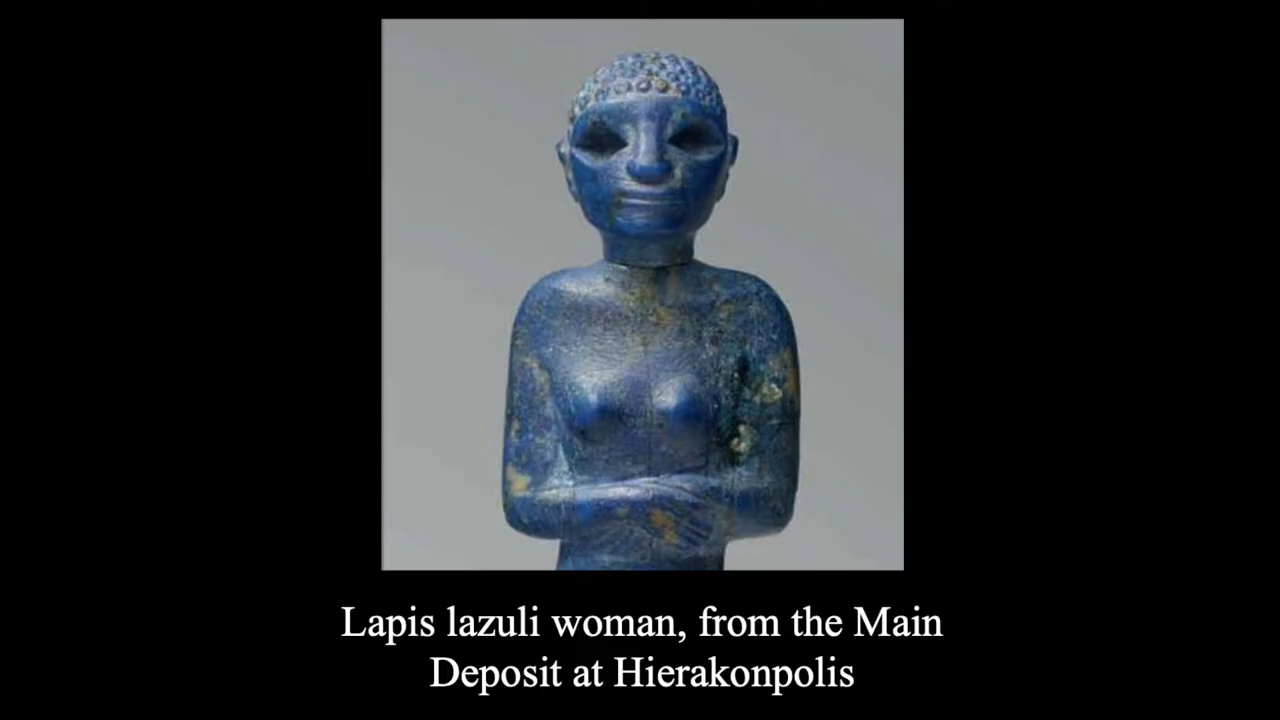 Lapis lazuli woman, from the Main
Deposit at Hierakonpolis